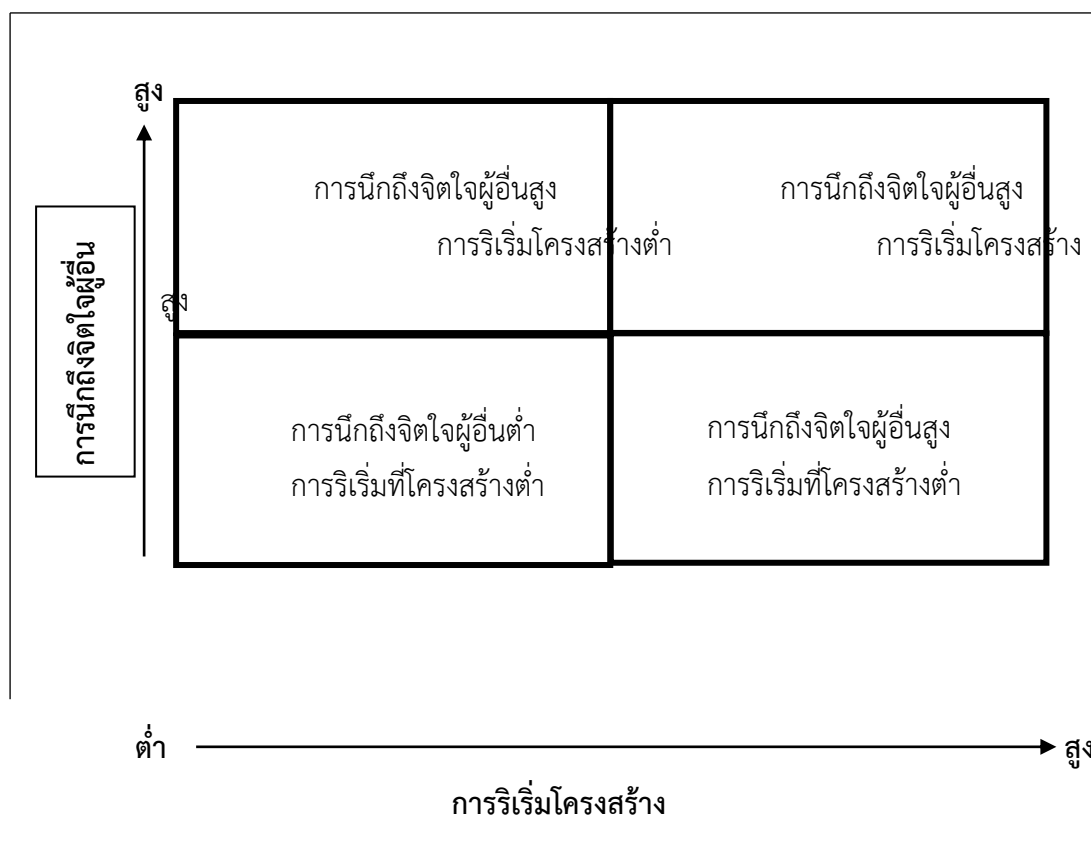 สูง
การนึกถึงจิตใจผู้อื่นสูง
การริเริ่มโครงสร้างต่ำ
การนึกถึงจิตใจผู้อื่นสูง
การริเริ่มโครงสร้าง
สูง
การนึกถึงจิตใจผู้อื่น
การนึกถึงจิตใจผู้อื่นต่ำ
การริเริ่มที่โครงสร้างต่ำ
การนึกถึงจิตใจผู้อื่นสูง
การริเริ่มที่โครงสร้างต่ำ
ต่ำ
สูง
การริเริ่มโครงสร้าง